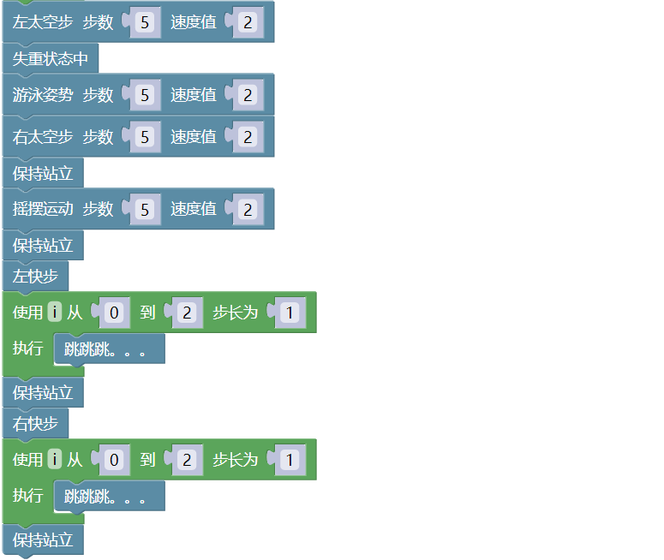 左太空步 步数 5 速度值 2
失重状态中
游泳姿势 步数 5 速度值 2
右太空步 步数 5 速度值 2
保持站立
摇摆运动 步数 5 速度值 2
保持站立
左快步
使用 i 从 0 到 2 步长为 1
执行 跳跳跳。。。
保持站立
右快步
使用 i 从 0 到 2 步长为 1
执行 跳跳跳。。。
保持站立